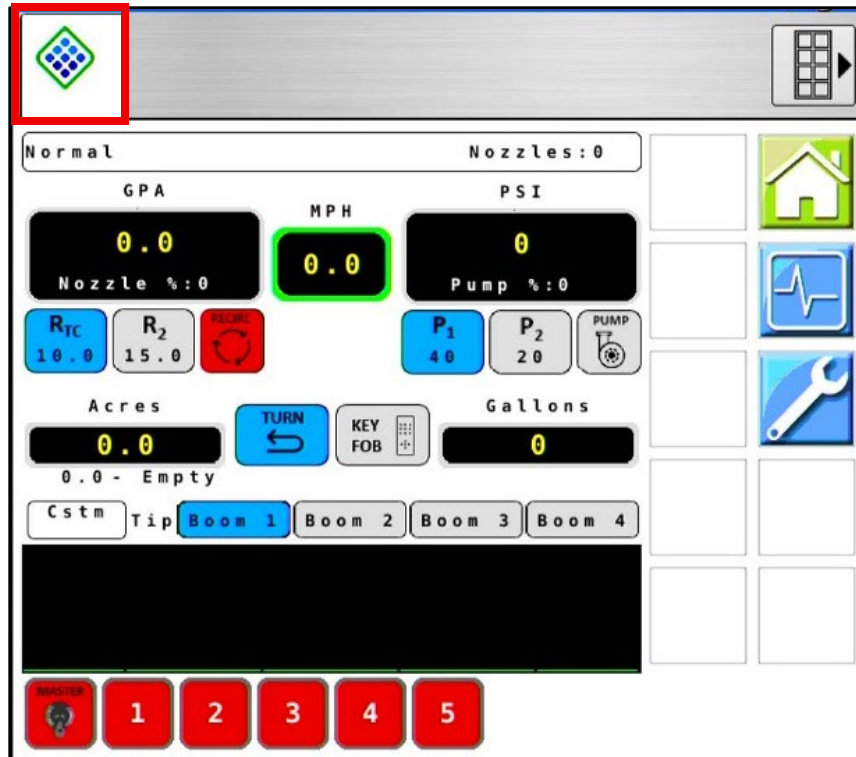 Normal Nozzles:0
GPA MPH PSI
0.0 0.0 0
Nozzle %:0 Pump %:0
RTC R2 RECIRC P1 P2 PUMP
10.0 15.0 40 20
Acres TURN KEY FOB Gallons
0.0 0
0.0- Empty
Cstm Tip Boom 1 Boom 2 Boom 3 Boom 4
MASTER 1 2 3 4 5